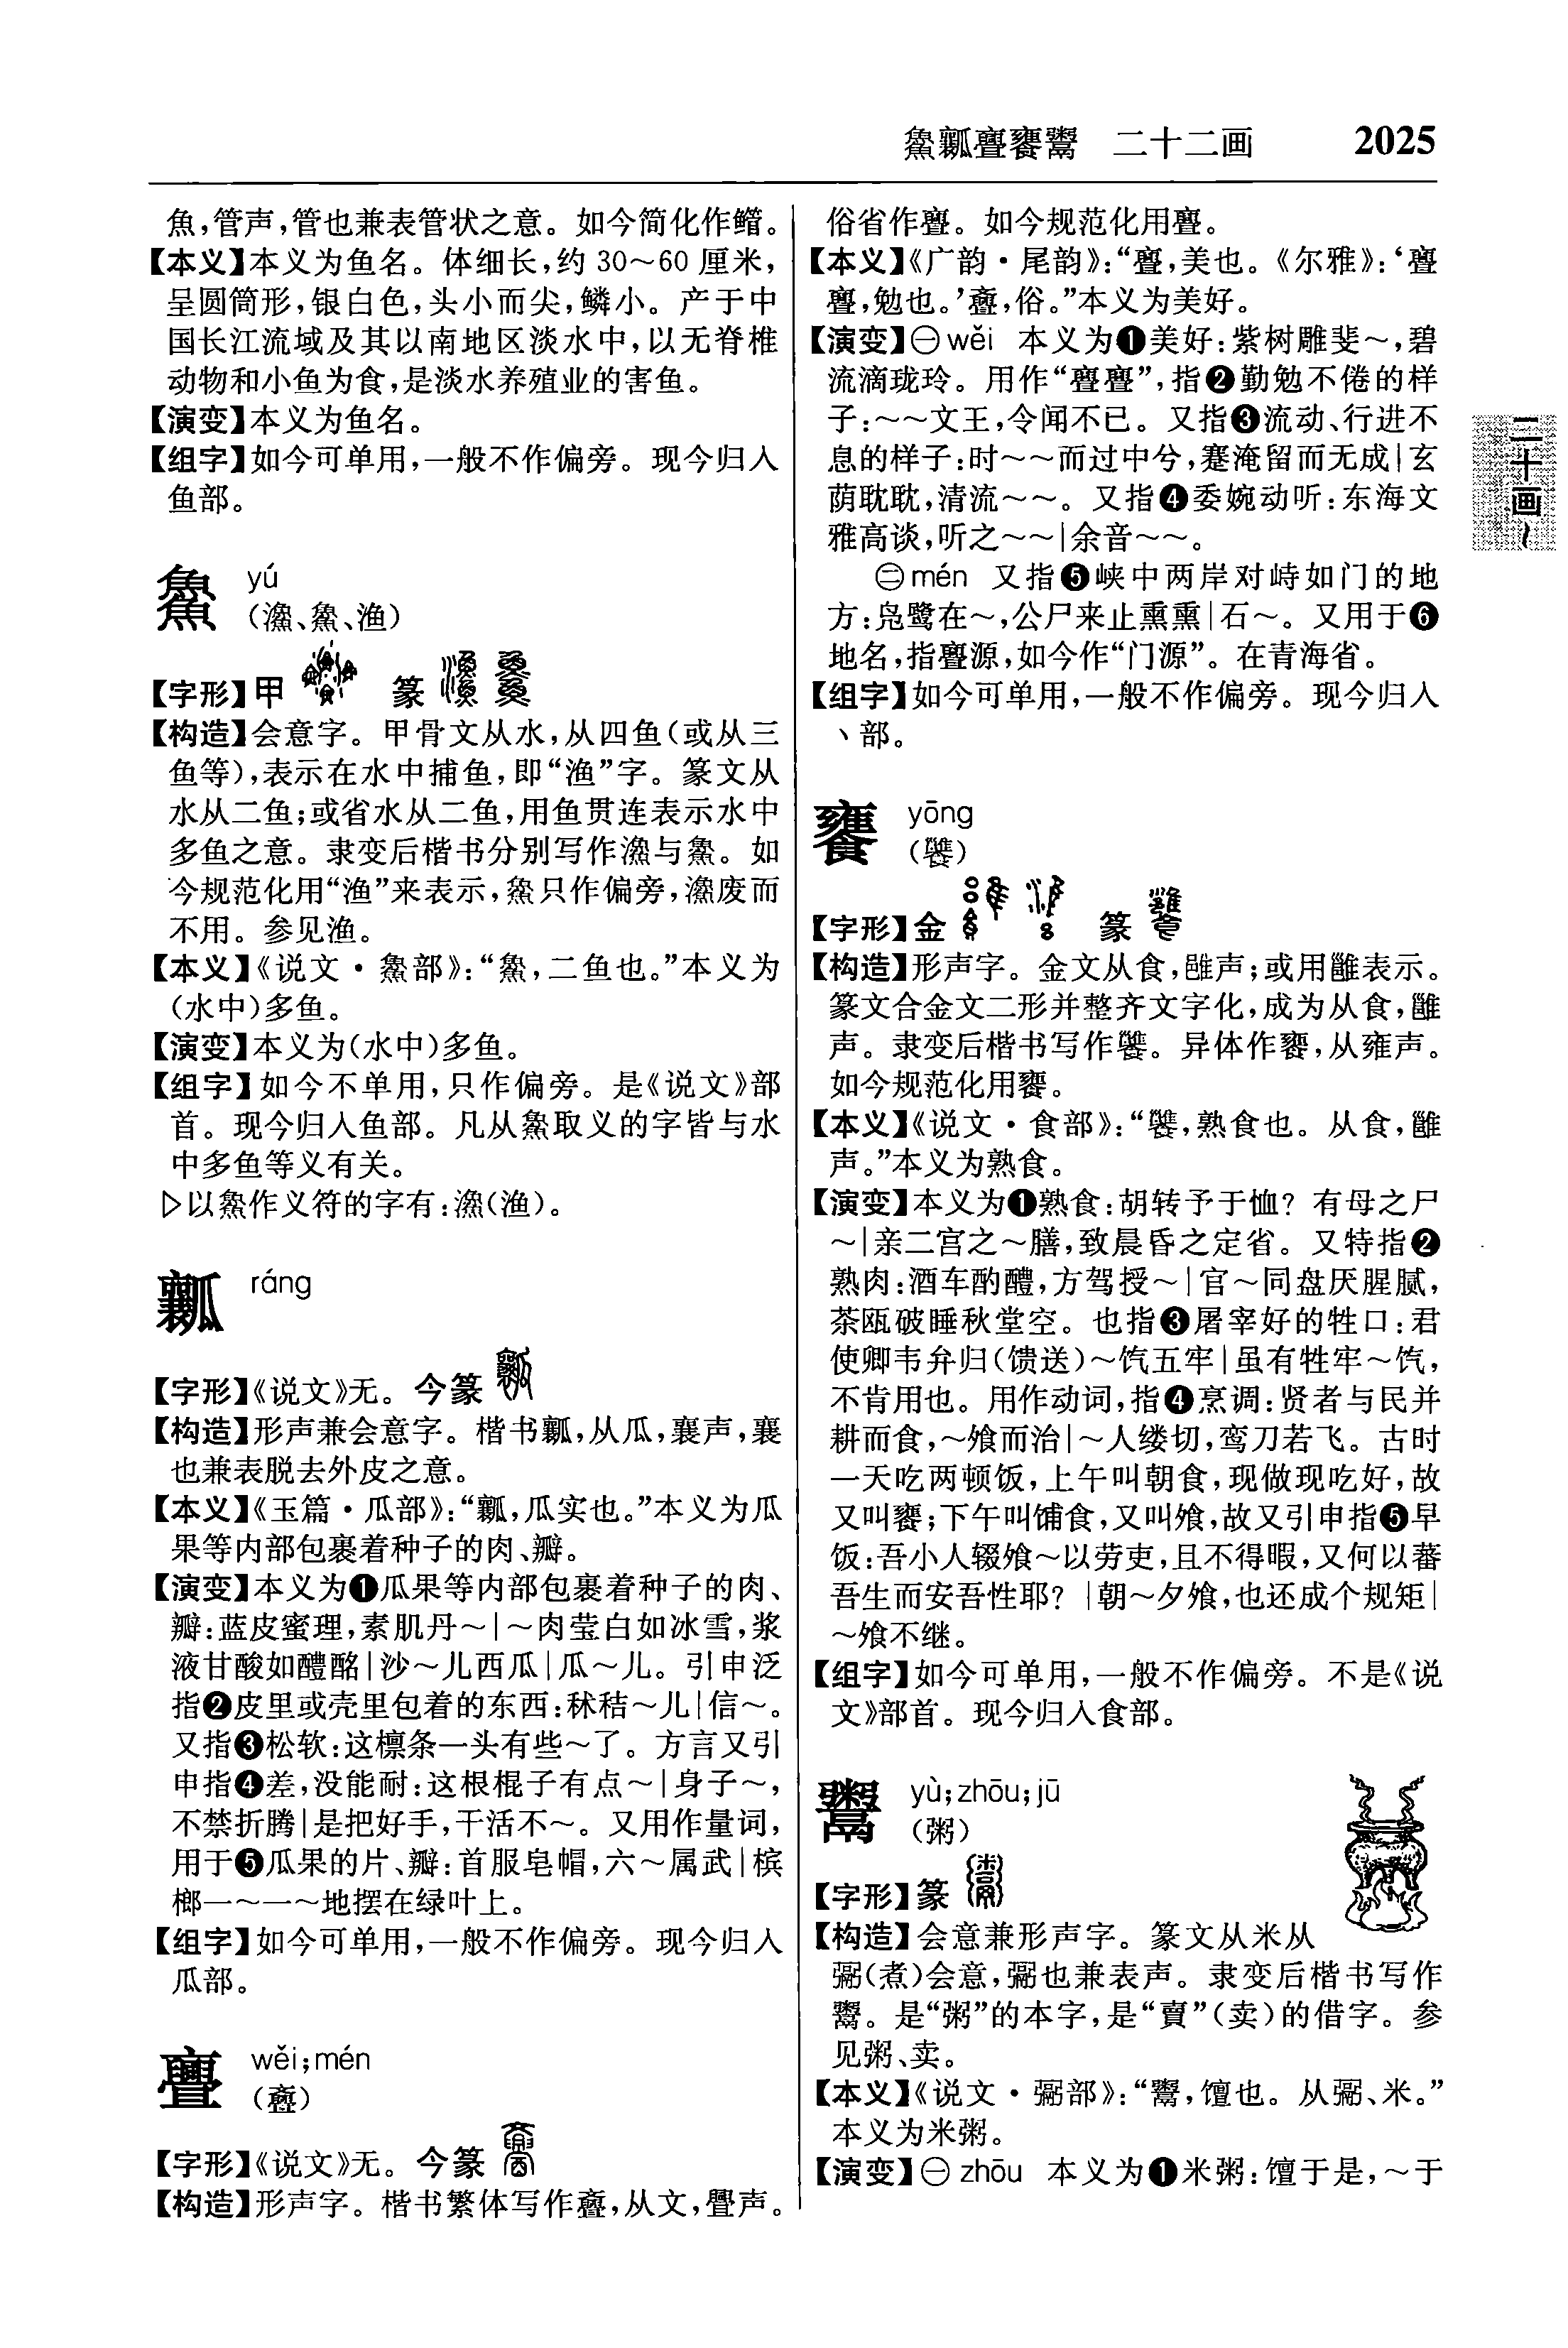 䲆瓤亹饔鬻 二十二画 2025
魚,管声,管也兼表管状之意。如今简化作鳤。
【本义】本义为鱼名。体细长,约30～60厘米,
呈圆筒形,银白色,头小而尖,鳞小。产于中
国长江流域及其以南地区淡水中,以无脊椎
动物和小鱼为食,是淡水养殖业的害鱼。
【演变】本义为鱼名。
【组字】如今可单用,一般不作偏旁。现今归入
鱼部。
䲆 yú
(𤅕、䲆、渔)
【字形】甲 篆
【构造】会意字。甲骨文从水,从四鱼(或从三
鱼等),表示在水中捕鱼,即“渔”字。篆文从
水从二鱼;或省水从二鱼,用鱼贯连表示水中
多鱼之意。隶变后楷书分别写作𤅕与䲆。如
今规范化用“渔”来表示,䲆只作偏旁,𤅕废而
不用。参见渔。
【本义】《说文·䲆部》:“䲆,二鱼也。”本义为
(水中)多鱼。
【演变】本义为(水中)多鱼。
【组字】如今不单用,只作偏旁。是《说文》部
首。现今归入鱼部。凡从䲆取义的字皆与水
中多鱼等义有关。
▷以䲆作义符的字有:𤅕(渔)。
瓤 ráng
【字形】《说文》无。今篆
【构造】形声兼会意字。楷书瓤,从瓜,襄声,襄
也兼表脱去外皮之意。
【本义】《玉篇·瓜部》:“瓤,瓜实也。”本义为瓜
果等内部包裹着种子的肉、瓣。
【演变】本义为❶瓜果等内部包裹着种子的肉、
瓣:蓝皮蜜理,素肌丹～|～肉莹白如冰雪,浆
液甘酸如醴酪|沙～儿西瓜|瓜～儿。引申泛
指❷皮里或壳里包着的东西:秫秸～儿|信～。
又指❸松软:这檩条一头有些～了。方言又引
申指❹差,没能耐:这根棍子有点～|身子～,
不禁折腾|是把好手,干活不～。又用作量词,
用于❺瓜果的片、瓣:首服皂帽,六～属武|槟
榔一～一～地摆在绿叶上。
【组字】如今可单用,一般不作偏旁。现今归入
瓜部。
亹 wěi;mén
(斖)
【字形】《说文》无。今篆
【构造】形声字。楷书繁体写作斖,从文,釁声。
俗省作亹。如今规范化用亹。
【本义】《广韵·尾韵》:“亹,美也。《尔雅》:‘亹
亹,勉也。’斖,俗。”本义为美好。
【演变】㊀wěi 本义为❶美好:紫树雕斐～,碧
流滴珑玲。用作“亹亹”,指❷勤勉不倦的样
子:～～文王,令闻不已。又指❸流动、行进不
息的样子:时～～而过中兮,蹇淹留而无成|玄
荫耽耽,清流～～。又指❹委婉动听:东海文
雅高谈,听之～～|余音～～。
㊁mén 又指❺峡中两岸对峙如门的地
方:凫鹭在～,公尸来止熏熏|石～。又用于❻
地名,指亹源,如今作“门源”。在青海省。
【组字】如今可单用,一般不作偏旁。现今归入
丶部。
饔 yōng
(䨜)
【字形】金 篆
【构造】形声字。金文从食,雝声;或用雝表示。
篆文合金文二形并整齐文字化,成为从食,雝
声。隶变后楷书写作䨜。异体作饔,从雍声。
如今规范化用饔。
【本义】《说文·食部》:“䨜,熟食也。从食,雝
声。”本义为熟食。
【演变】本义为❶熟食:胡转予于恤?有母之尸
～|亲二宫之～膳,致晨昏之定省。又特指❷
熟肉:酒车酌醴,方驾授～|官～同盘厌腥腻,
茶瓯破睡秋堂空。也指❸屠宰好的牲口:君
使卿韦弁归(馈送)～饩五牢|虽有牲牢～饩,
不肯用也。用作动词,指❹烹调:贤者与民并
耕而食,～飧而治|～人缕切,鸾刀若飞。古时
一天吃两顿饭,上午叫朝食,现做现吃好,故
又叫饔;下午叫餔食,又叫飧,故又引申指❺早
饭:吾小人辍飧～以劳吏,且不得暇,又何以蕃
吾生而安吾性耶?|朝～夕飧,也还成个规矩|
～飧不继。
【组字】如今可单用,一般不作偏旁。不是《说
文》部首。现今归入食部。
鬻 yù;zhōu;jū
(粥)
【字形】篆
【构造】会意兼形声字。篆文从米从
䰜(煮)会意,䰜也兼表声。隶变后楷书写作
鬻。是“粥”的本字,是“賣”(卖)的借字。参
见粥、卖。
【本义】《说文·䰜部》:“鬻,饘也。从䰜、米。”
本义为米粥。
【演变】㊀zhōu 本义为❶米粥:饘于是,～于
二十画～